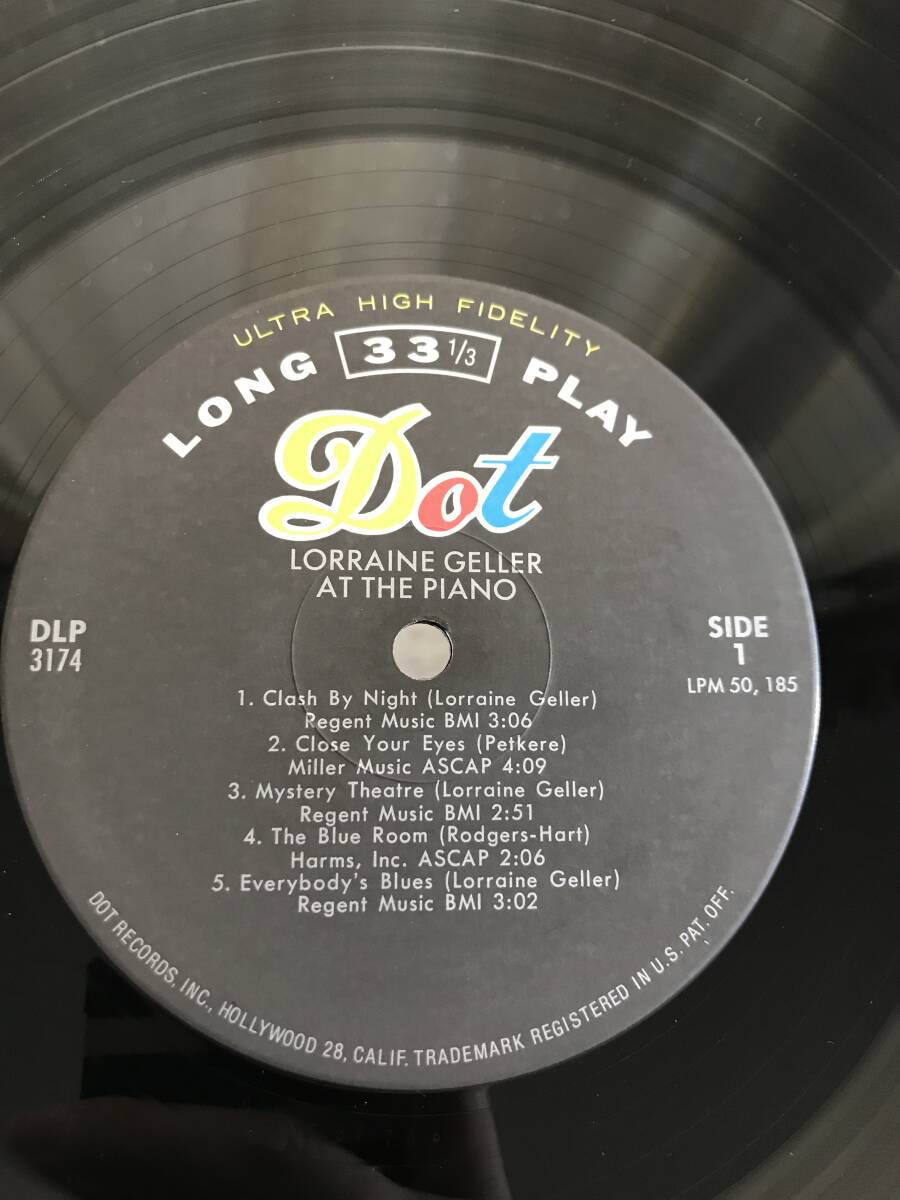 ULTRA HIGH FIDELITY
LONG 33 1/3 PLAY
Dot
LORRAINE GELLER
AT THE PIANO
DLP
3174
SIDE
1
LPM 50, 185
1. Clash By Night (Lorraine Geller)
Regent Music BMI 3:06
2. Close Your Eyes (Petkere)
Miller Music ASCAP 4:09
3. Mystery Theatre (Lorraine Geller)
Regent Music BMI 2:51
4. The Blue Room (Rodgers-Hart)
Harms, Inc. ASCAP 2:06
5. Everybody's Blues (Lorraine Geller)
Regent Music BMI 3:02
DOT RECORDS, INC., HOLLYWOOD 28, CALIF. TRADEMARK REGISTERED IN U.S. PAT. OFF.